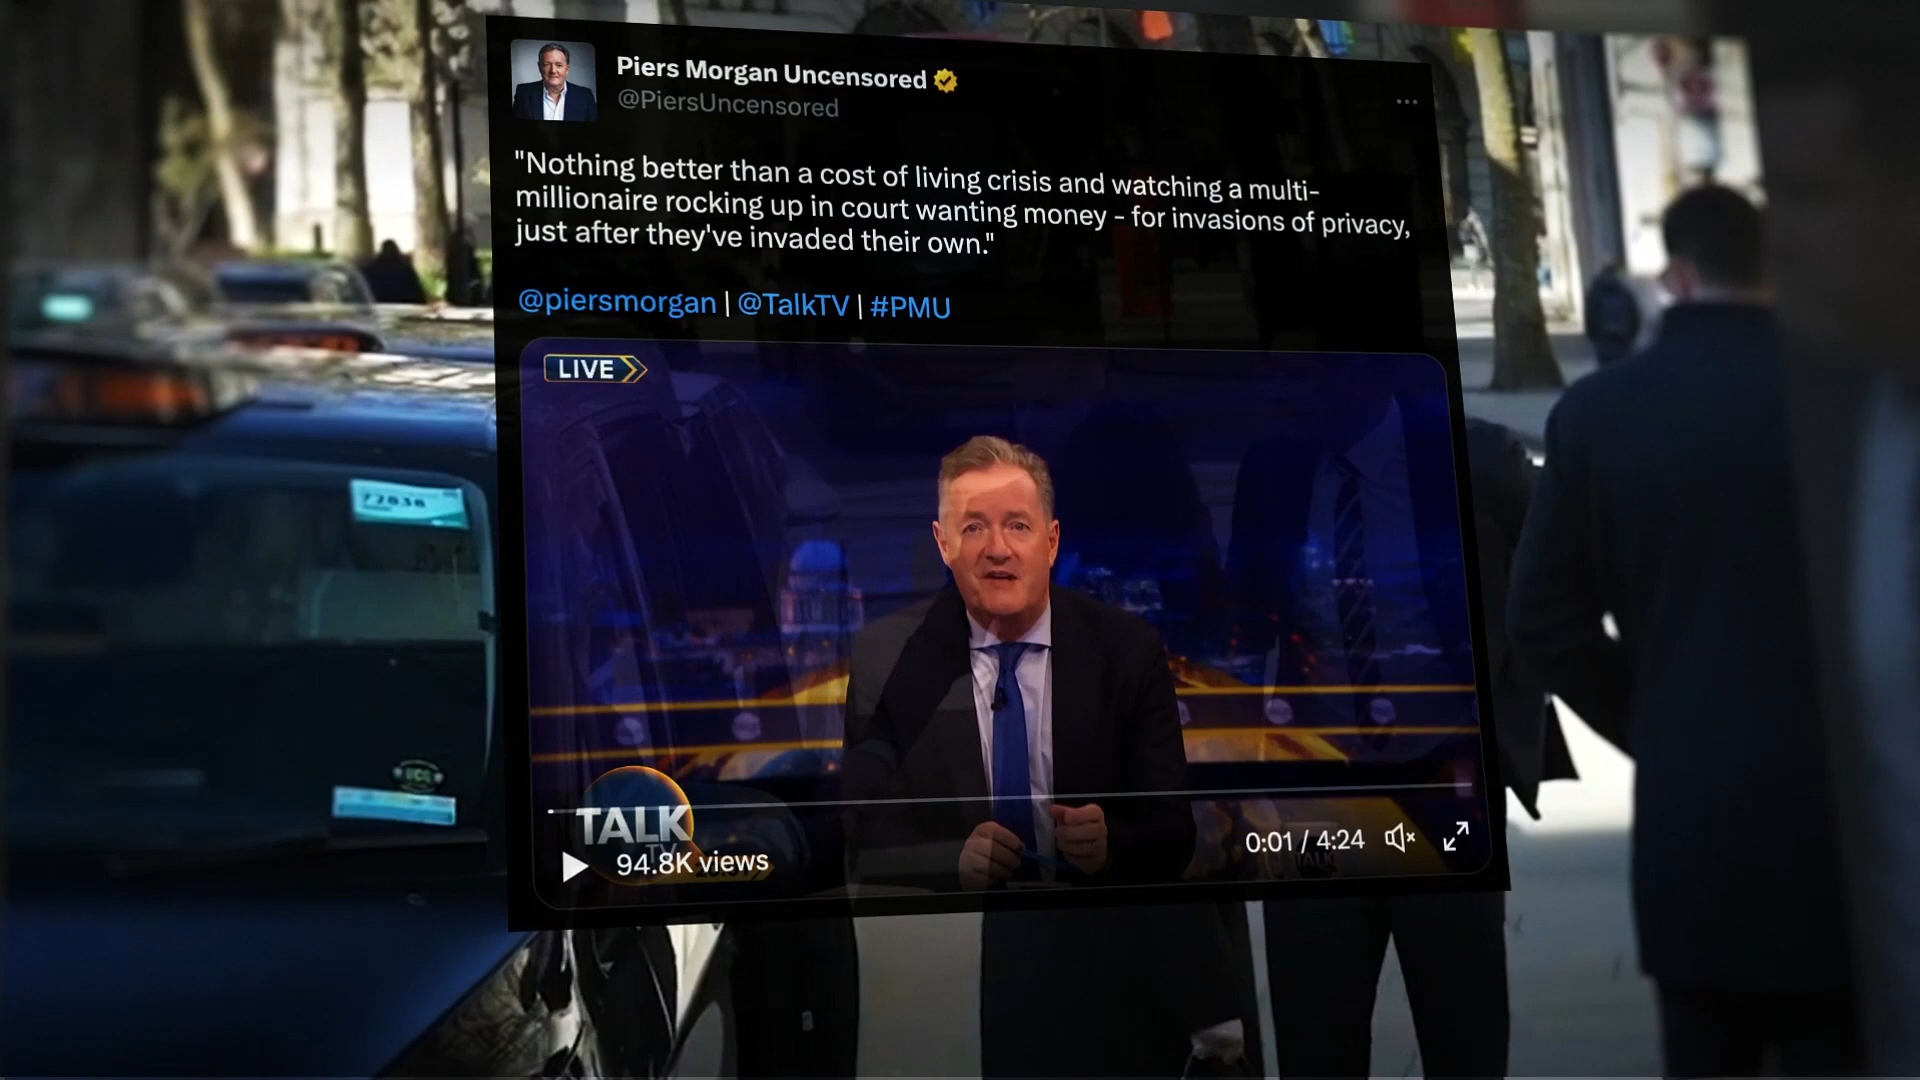 Piers Morgan Uncensored
@PiersUncensored
"Nothing better than a cost of living crisis and watching a multi-
millionaire rocking up in court wanting money - for invasions of privacy,
just after they've invaded their own."
@piersmorgan | @TalkTV | #PMU
LIVE
TALK
TV
94.8K views
0:01 / 4:24